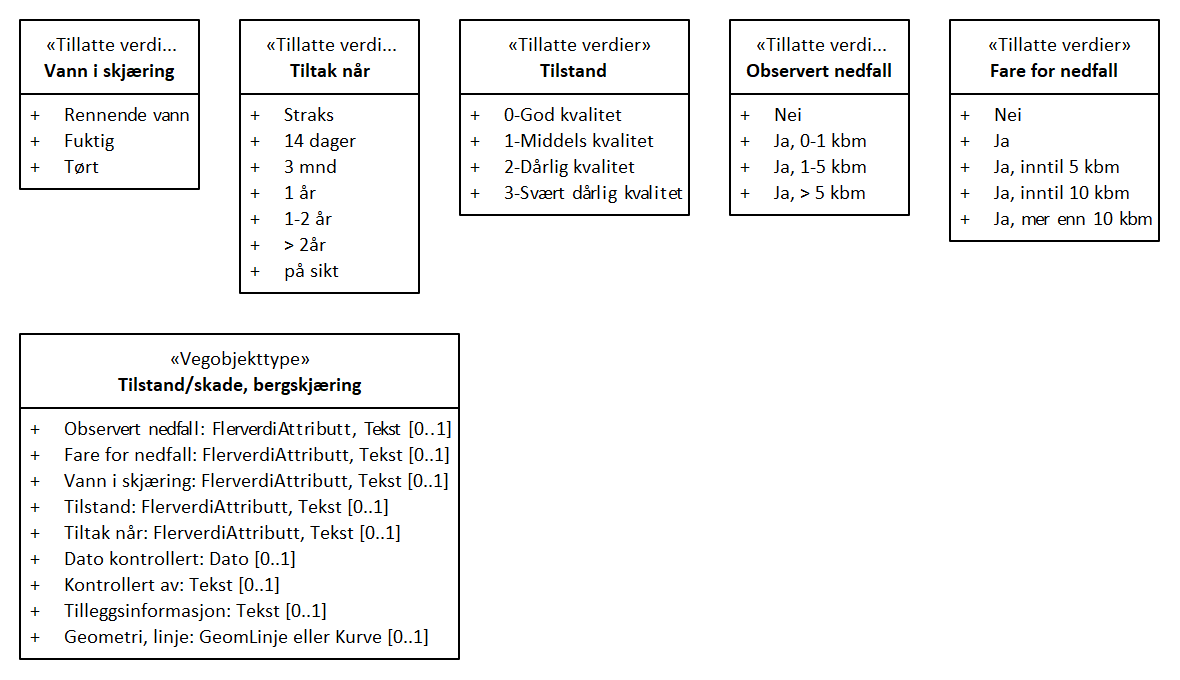 «Tillatte verdi...
Vann i skjæring
+ Rennende vann
+ Fuktig
+ Tørt
«Tillatte verdi...
Tiltak når
+ Straks
+ 14 dager
+ 3 mnd
+ 1 år
+ 1-2 år
+ > 2år
+ på sikt
«Tillatte verdier»
Tilstand
+ 0-God kvalitet
+ 1-Middels kvalitet
+ 2-Dårlig kvalitet
+ 3-Svært dårlig kvalitet
«Tillatte verdi...
Observert nedfall
+ Nei
+ Ja, 0-1 kbm
+ Ja, 1-5 kbm
+ Ja, > 5 kbm
«Tillatte verdier»
Fare for nedfall
+ Nei
+ Ja
+ Ja, inntil 5 kbm
+ Ja, inntil 10 kbm
+ Ja, mer enn 10 kbm
«Vegobjekttype»
Tilstand/skade, bergskjæring
+ Observert nedfall: FlerverdiAttributt, Tekst [0..1]
+ Fare for nedfall: FlerverdiAttributt, Tekst [0..1]
+ Vann i skjæring: FlerverdiAttributt, Tekst [0..1]
+ Tilstand: FlerverdiAttributt, Tekst [0..1]
+ Tiltak når: FlerverdiAttributt, Tekst [0..1]
+ Dato kontrollert: Dato [0..1]
+ Kontrollert av: Tekst [0..1]
+ Tilleggsinformasjon: Tekst [0..1]
+ Geometri, linje: GeomLinje eller Kurve [0..1]